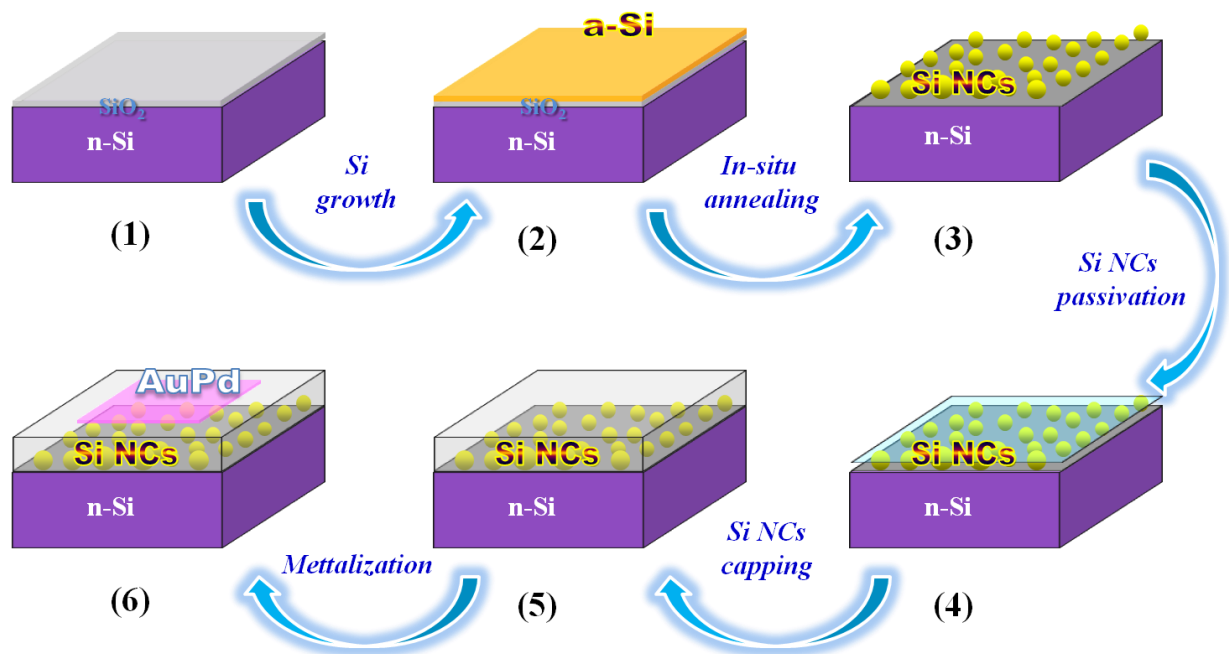 SiO₂
n-Si
(1)
Si
growth
a-Si
SiO₂
n-Si
(2)
In-situ
annealing
Si NCs
n-Si
(3)
Si NCs
passivation
Si NCs
n-Si
(4)
Si NCs
capping
Si NCs
n-Si
(5)
Mettalization
AuPd
Si NCs
n-Si
(6)